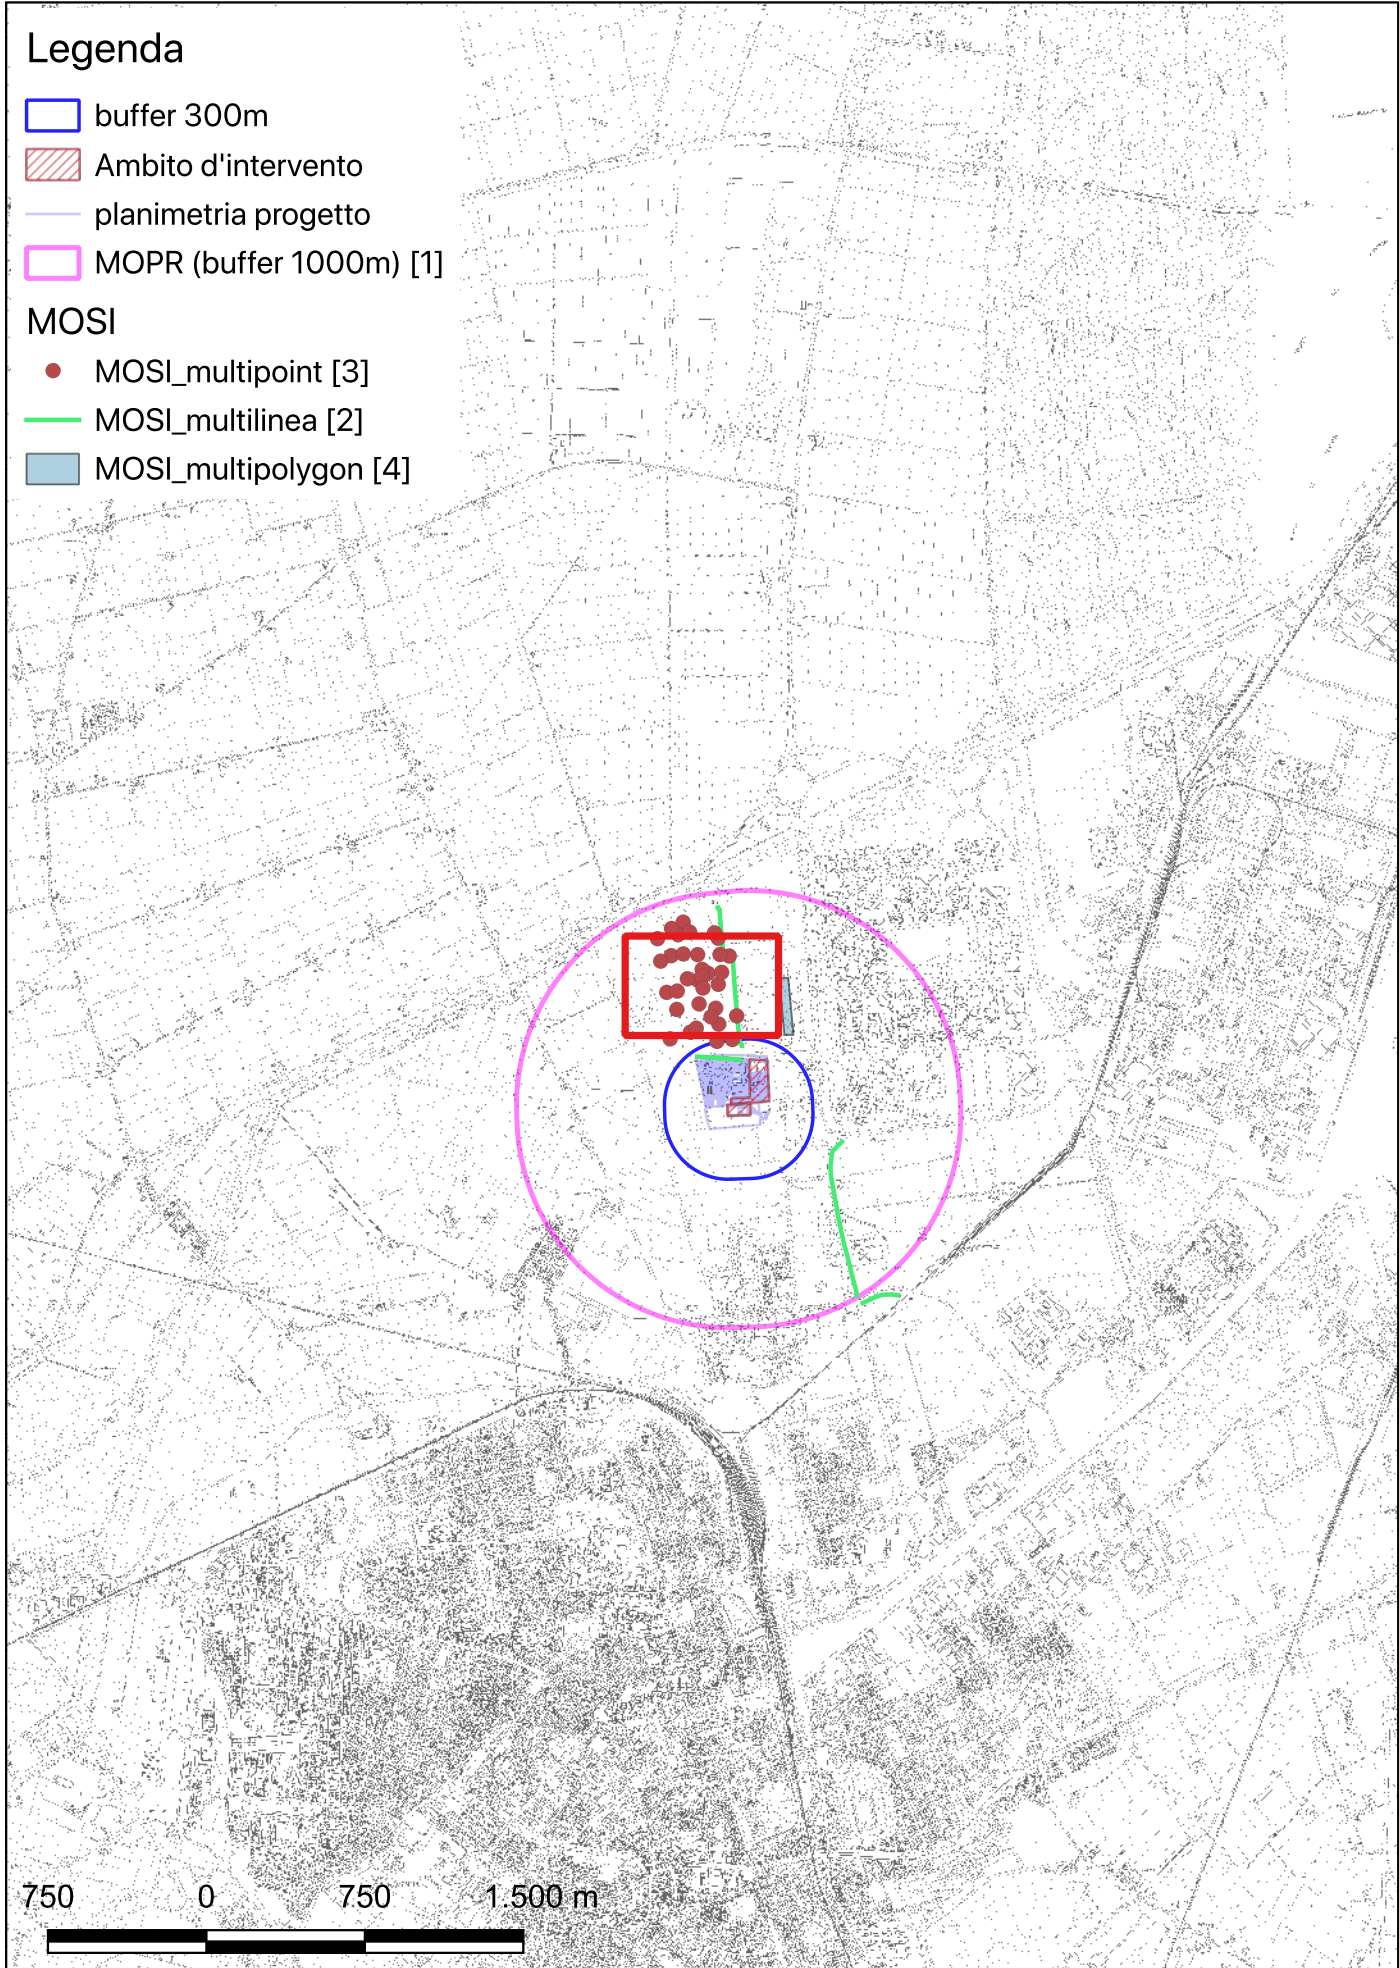 Legenda
buffer 300m
Ambito d'intervento
planimetria progetto
MOPR (buffer 1000m) [1]
MOSI
MOSI_multipoint [3]
MOSI_multilinea [2]
MOSI_multipolygon [4]
750 0 750 1.500 m